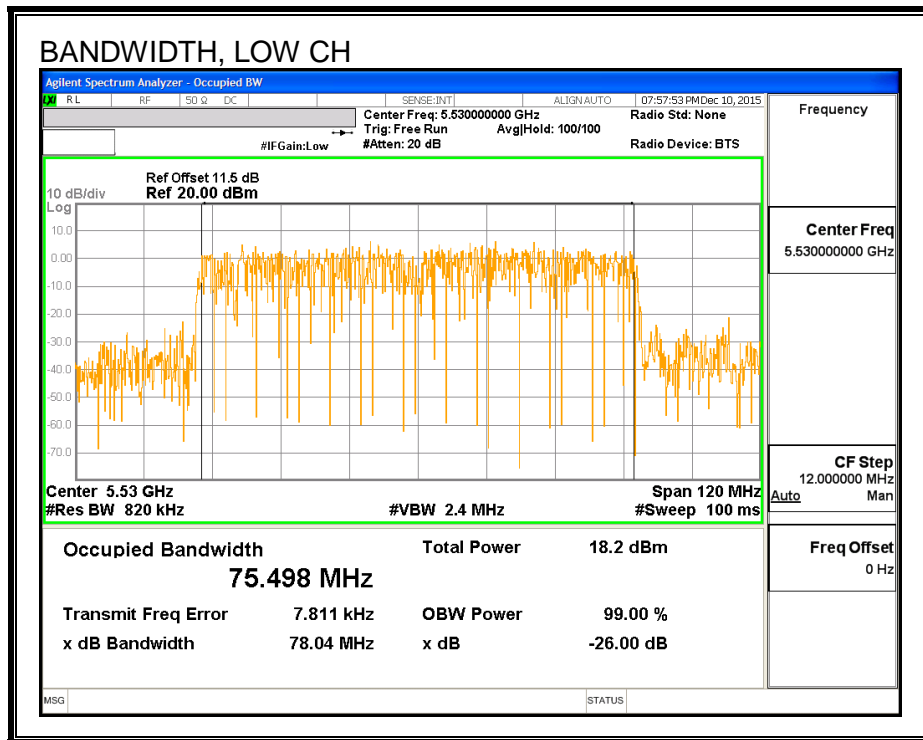 BANDWIDTH, LOW CH
Agilent Spectrum Analyzer - Occupied BW
LXI RL RF 50 Ω DC SENSE:INT ALIGN AUTO 07:57:53 PM Dec 10, 2015
Center Freq: 5.530000000 GHz Radio Std: None
Trig: Free Run Avg|Hold: 100/100
#IFGain:Low #Atten: 20 dB Radio Device: BTS
Ref Offset 11.5 dB
10 dB/div Ref 20.00 dBm
Log
10.0
0.00
-10.0
-20.0
-30.0
-40.0
-50.0
-60.0
-70.0
Center 5.53 GHz Span 120 MHz
#Res BW 820 kHz #VBW 2.4 MHz #Sweep 100 ms
Occupied Bandwidth Total Power 18.2 dBm
75.498 MHz
Transmit Freq Error 7.811 kHz OBW Power 99.00 %
x dB Bandwidth 78.04 MHz x dB -26.00 dB
MSG STATUS
Frequency
Center Freq
5.530000000 GHz
CF Step
12.000000 MHz
Auto Man
Freq Offset
0 Hz